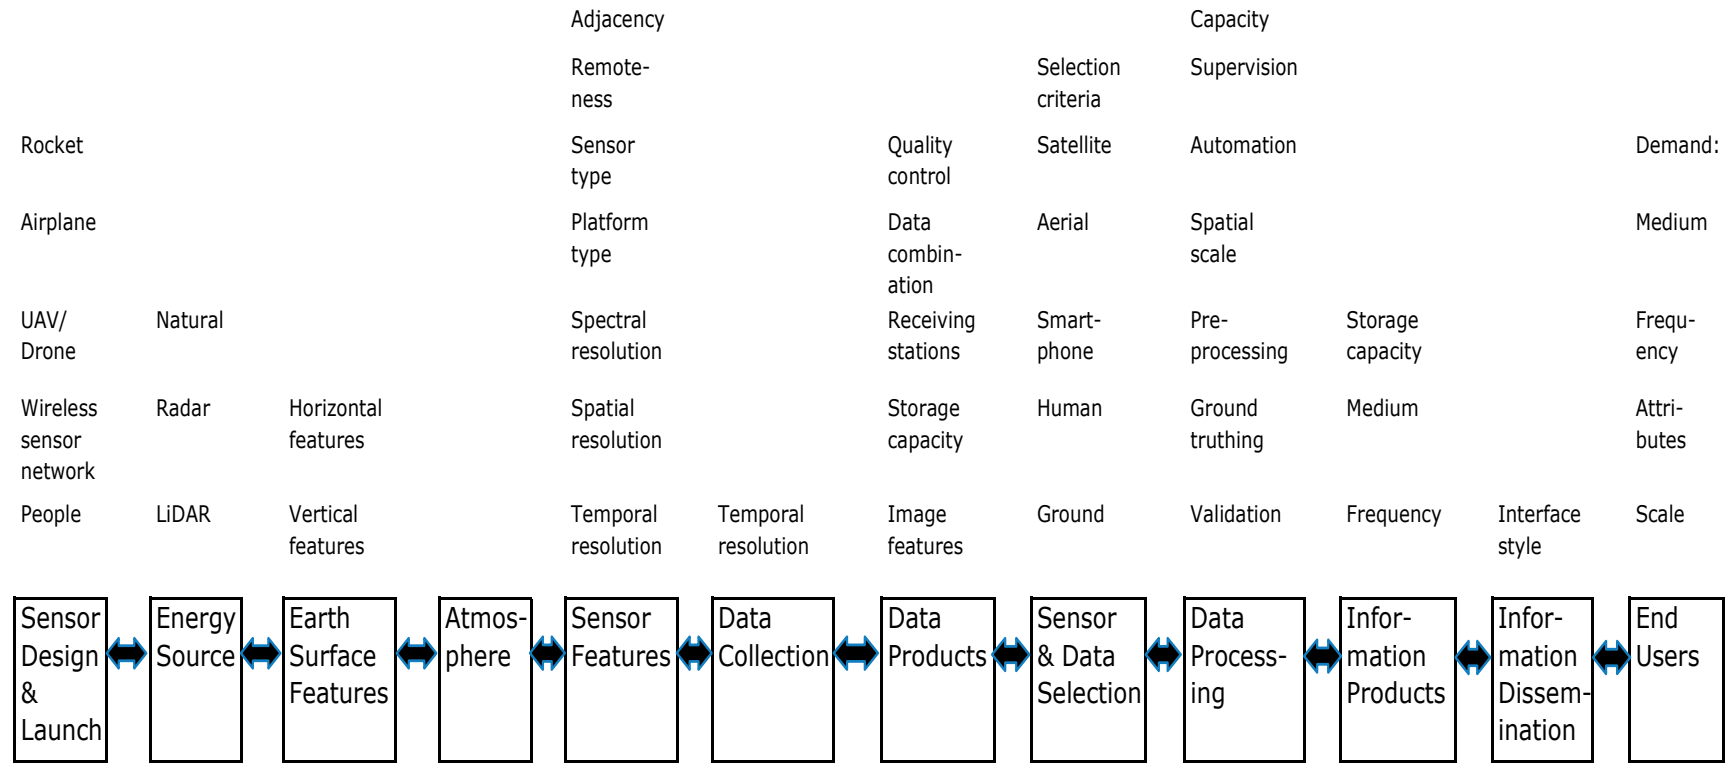 Adjacency
Capacity
Remote-
ness
Selection
criteria
Supervision
Rocket
Sensor
type
Quality
control
Satellite
Automation
Demand:
Airplane
Platform
type
Data
combin-
ation
Aerial
Spatial
scale
Medium
UAV/
Drone
Natural
Spectral
resolution
Receiving
stations
Smart-
phone
Pre-
processing
Storage
capacity
Frequ-
ency
Wireless
sensor
network
Radar
Horizontal
features
Spatial
resolution
Storage
capacity
Human
Ground
truthing
Medium
Attri-
butes
People
LiDAR
Vertical
features
Temporal
resolution
Temporal
resolution
Image
features
Ground
Validation
Frequency
Interface
style
Scale
Sensor
Design
&
Launch
Energy
Source
Earth
Surface
Features
Atmos-
phere
Sensor
Features
Data
Collection
Data
Products
Sensor
& Data
Selection
Data
Process-
ing
Infor-
mation
Products
Infor-
mation
Dissem-
ination
End
Users